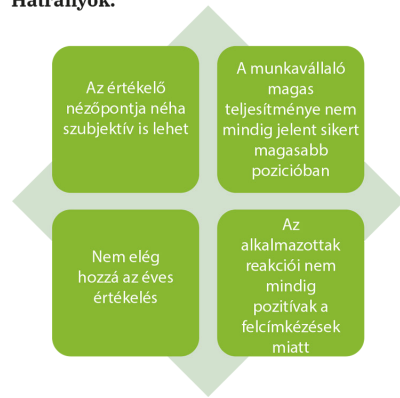 Hátrányok:
Az értékelő
nézőpontja néha
szubjektív is lehet
A munkavállaló
magas
teljesítménye nem
mindig jelent sikert
magasabb
pozicióban
Nem elég
hozzá az éves
értékelés
Az
alkalmazottak
reakciói nem
mindig
pozitívak a
felcímkézések
miatt